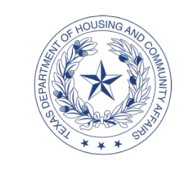 TEXAS DEPARTMENT OF HOUSING AND COMMUNITY AFFAIRS